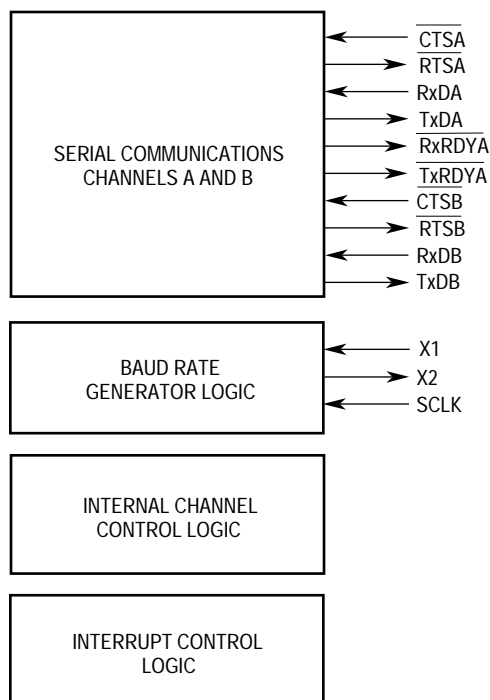 SERIAL COMMUNICATIONS
CHANNELS A AND B
CTSA
RTSA
RxDA
TxDA
RxRDYA
TxRDYA
CTSB
RTSB
RxDB
TxDB
BAUD RATE
GENERATOR LOGIC
X1
X2
SCLK
INTERNAL CHANNEL
CONTROL LOGIC
INTERRUPT CONTROL
LOGIC